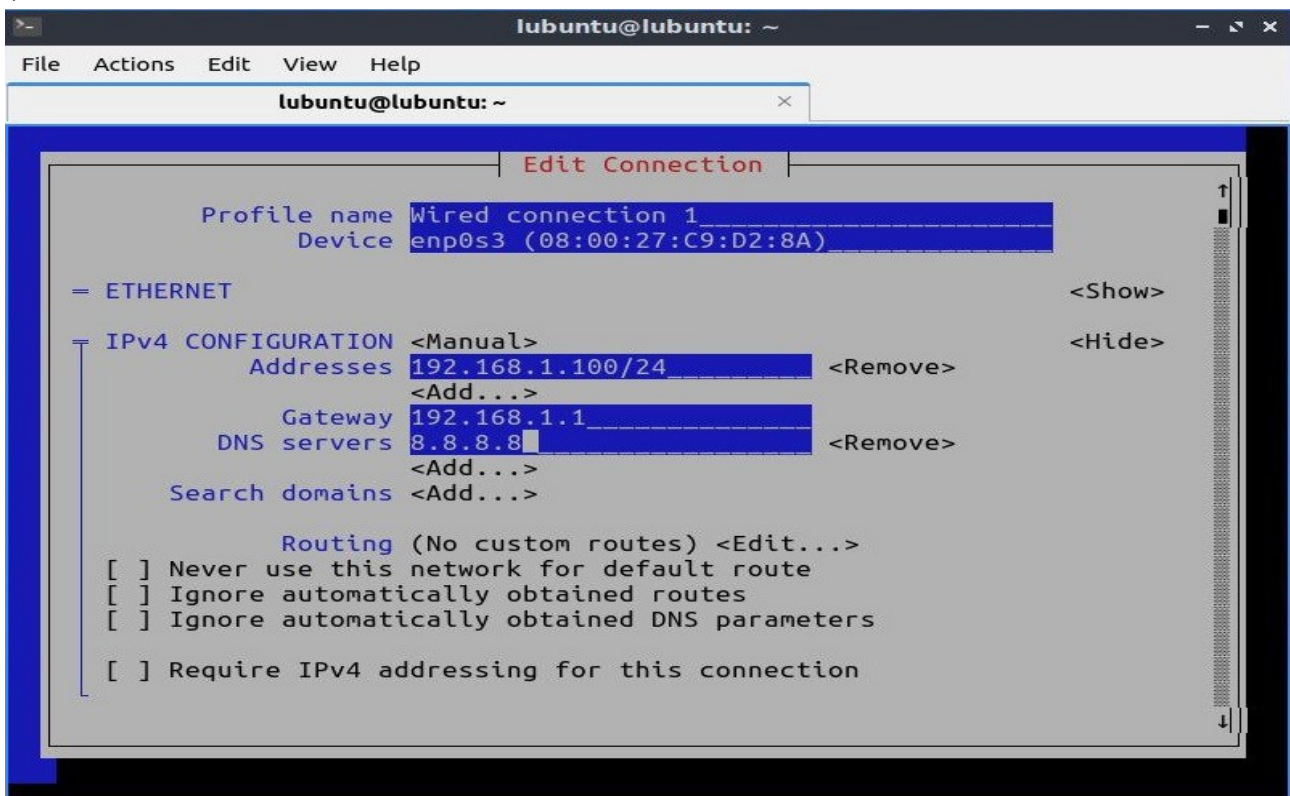 lubuntu@lubuntu: ~
File Actions Edit View Help
lubuntu@lubuntu: ~
Edit Connection
Profile name Wired connection 1
Device enp0s3 (08:00:27:C9:D2:8A)
= ETHERNET <Show>
IPv4 CONFIGURATION <Manual> <Hide>
Addresses 192.168.1.100/24 <Remove>
<Add...>
Gateway 192.168.1.1
DNS servers 8.8.8.8 <Remove>
<Add...>
Search domains <Add...>
Routing (No custom routes) <Edit...>
[ ] Never use this network for default route
[ ] Ignore automatically obtained routes
[ ] Ignore automatically obtained DNS parameters
[ ] Require IPv4 addressing for this connection